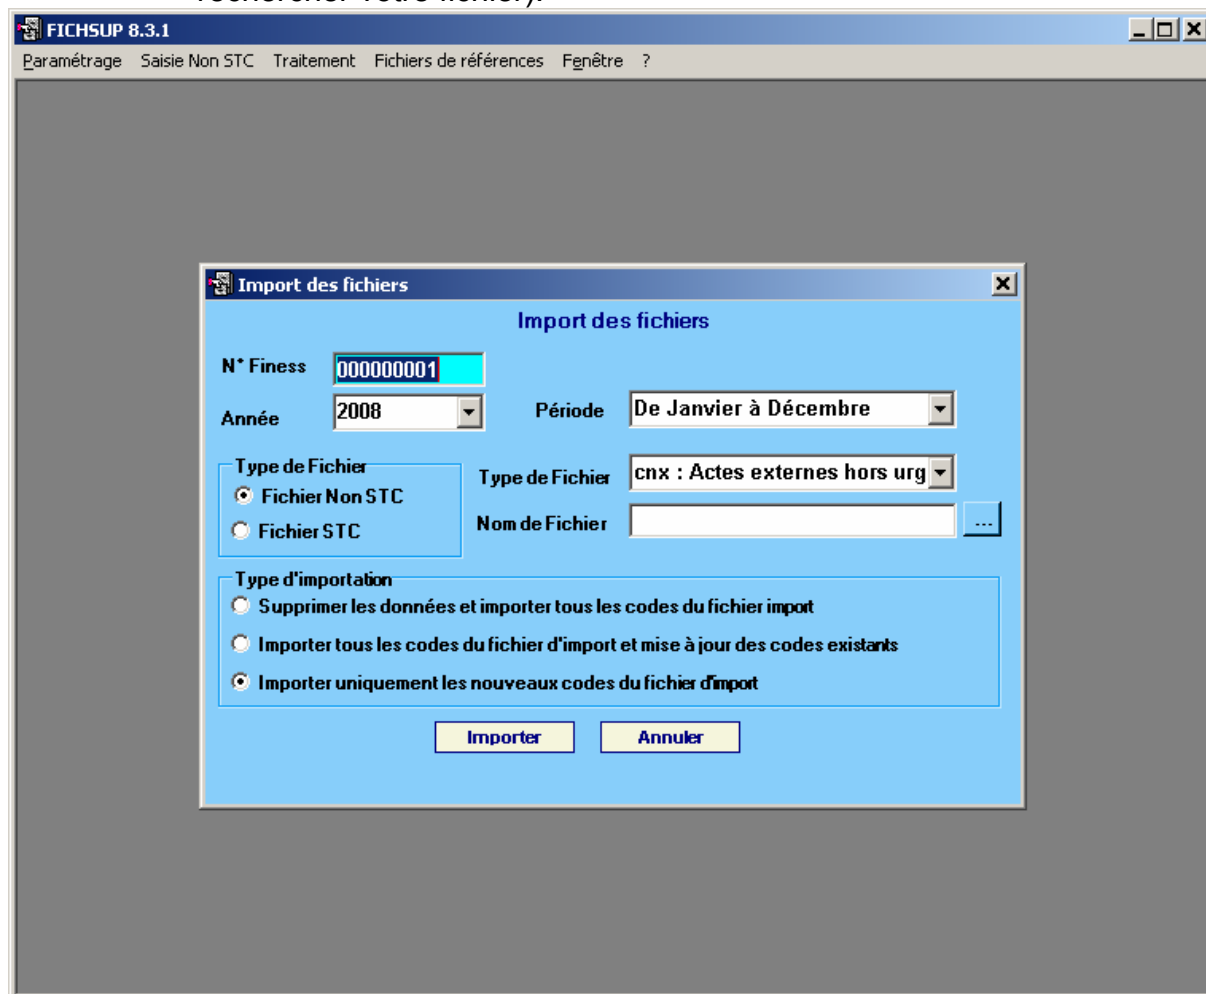 rechercher votre fichier).
FICHSUP 8.3.1
Paramétrage Saisie Non STC Traitement Fichiers de références Fenêtre ?
Import des fichiers
Import des fichiers
N° Finess 000000001
Année 2008 Période De Janvier à Décembre
Type de Fichier
Fichier Non STC
Fichier STC
Type de Fichier cnx : Actes externes hors urg
Nom de Fichier ...
Type d'importation
Supprimer les données et importer tous les codes du fichier import
Importer tous les codes du fichier d'import et mise à jour des codes existants
Importer uniquement les nouveaux codes du fichier d'import
Importer Annuler